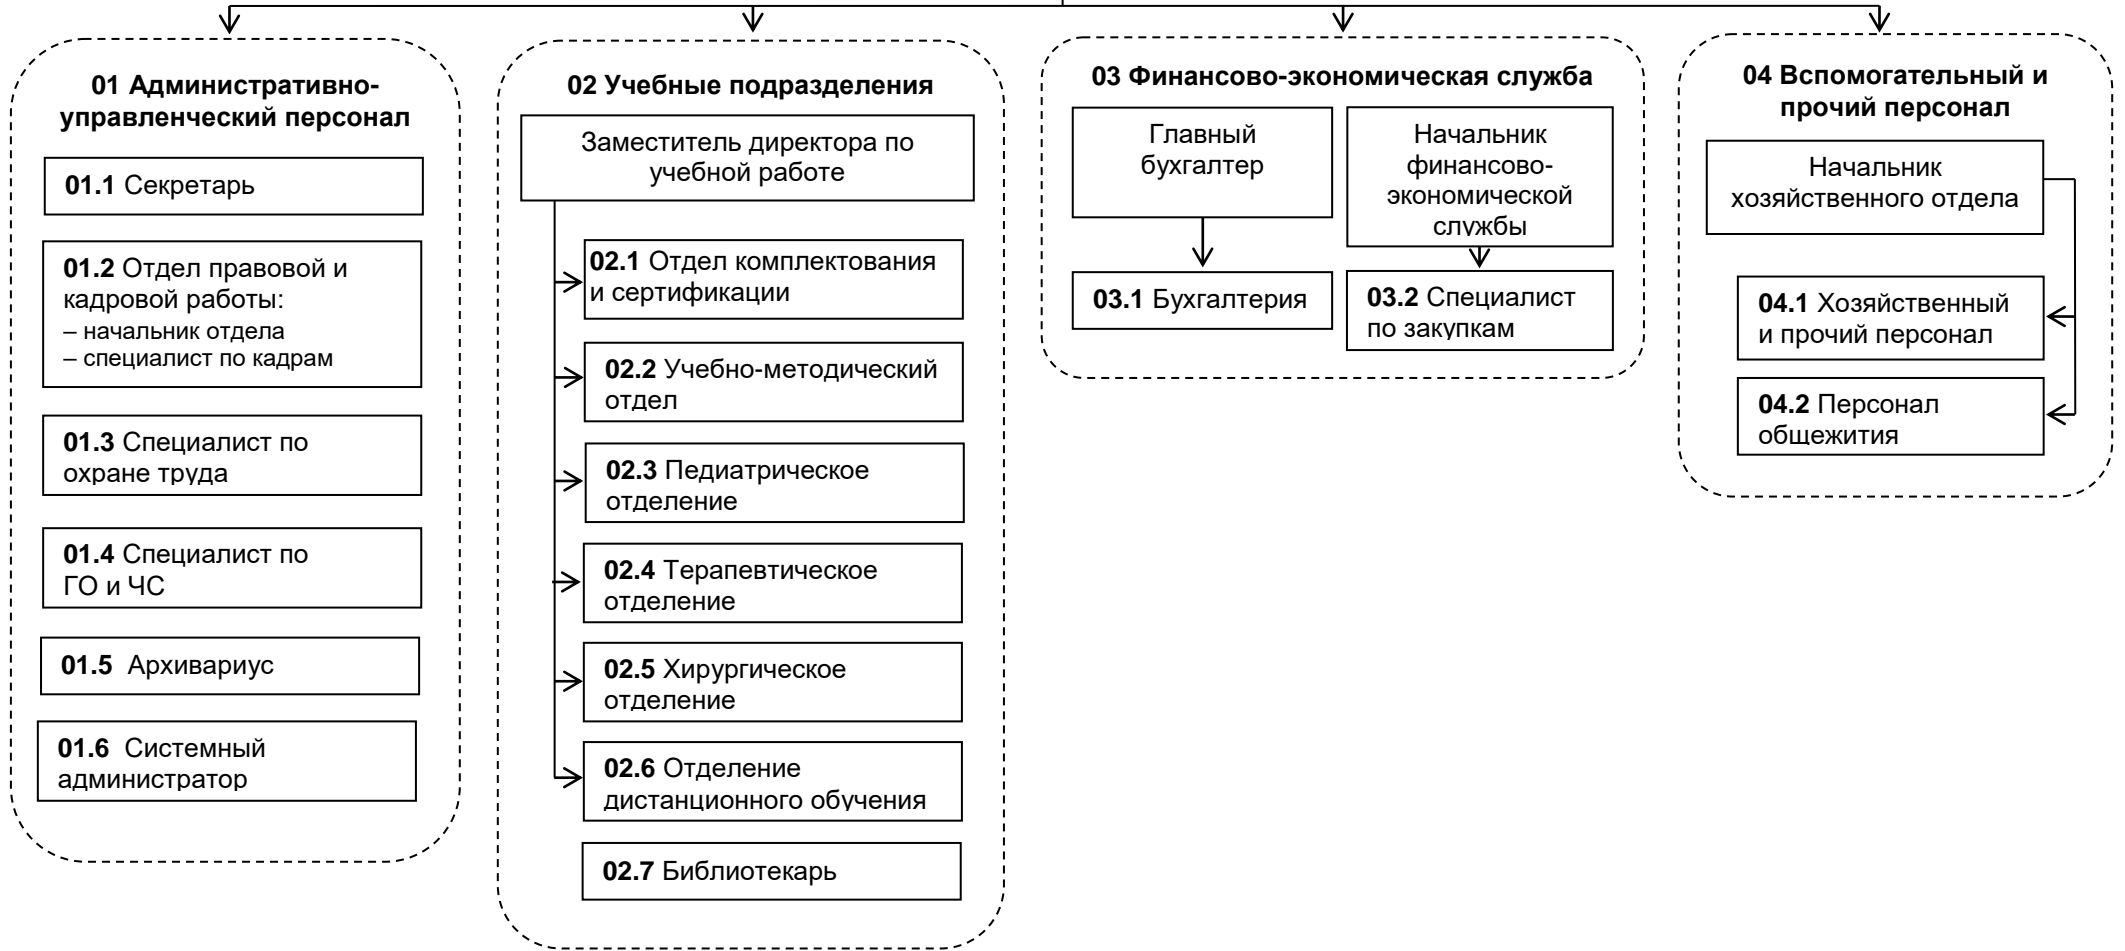 01 Административно-
управленческий персонал
01.1 Секретарь
01.2 Отдел правовой и
кадровой работы:
– начальник отдела
– специалист по кадрам
01.3 Специалист по
охране труда
01.4 Специалист по
ГО и ЧС
01.5 Архивариус
01.6 Системный
администратор
02 Учебные подразделения
Заместитель директора по
учебной работе
02.1 Отдел комплектования
и сертификации
02.2 Учебно-методический
отдел
02.3 Педиатрическое
отделение
02.4 Терапевтическое
отделение
02.5 Хирургическое
отделение
02.6 Отделение
дистанционного обучения
02.7 Библиотекарь
03 Финансово-экономическая служба
Главный
бухгалтер
03.1 Бухгалтерия
Начальник
финансово-
экономической
службы
03.2 Специалист
по закупкам
04 Вспомогательный и
прочий персонал
Начальник
хозяйственного отдела
04.1 Хозяйственный
и прочий персонал
04.2 Персонал
общежития